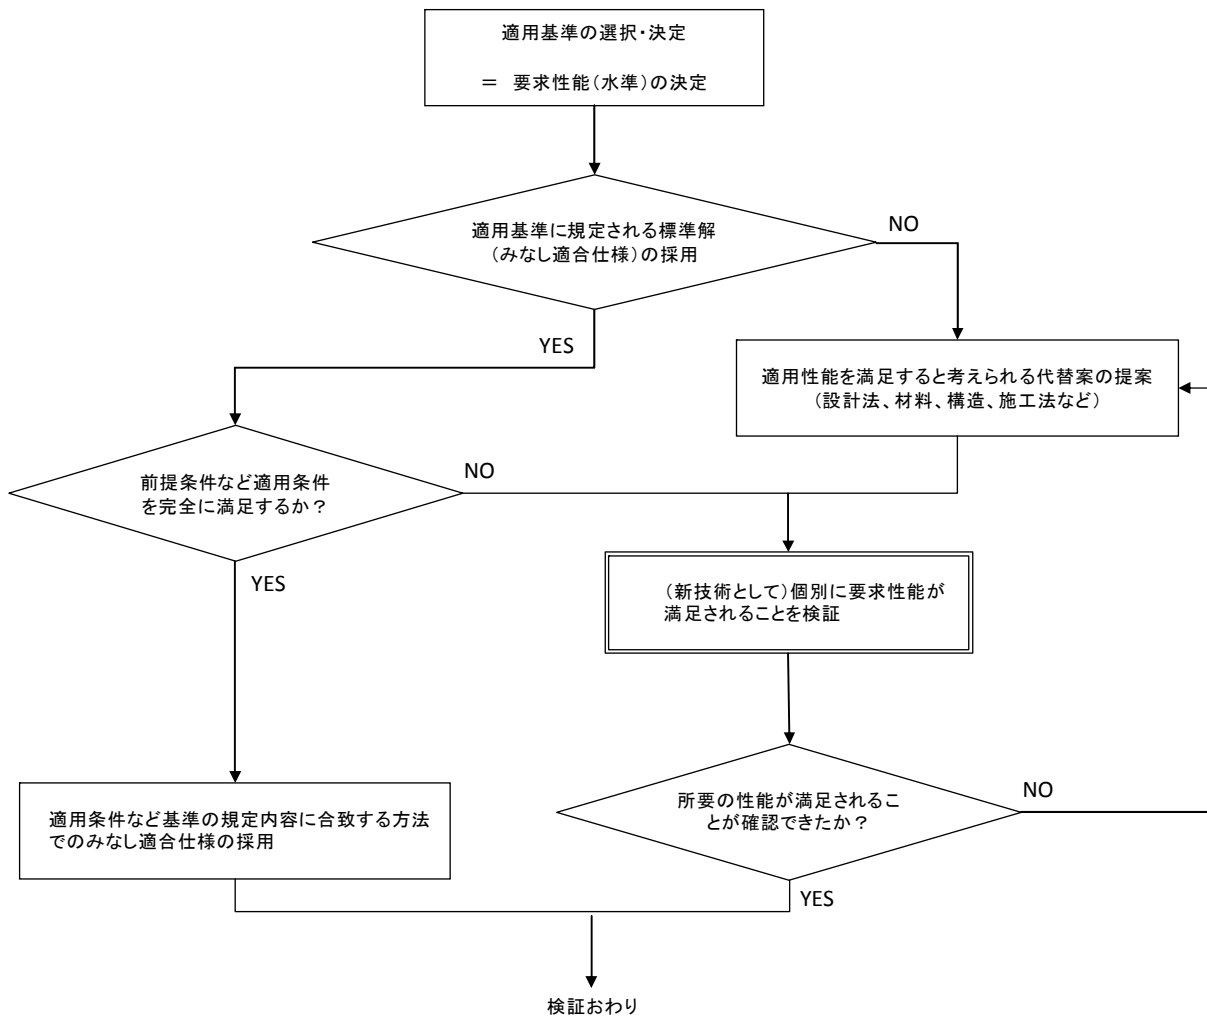 適用基準の選択・決定
＝ 要求性能（水準）の決定
適用基準に規定される標準解
（みなし適合仕様）の採用
NO
YES
適用性能を満足すると考えられる代替案の提案
（設計法、材料、構造、施工法など）
前提条件など適用条件
を完全に満足するか？
NO
YES
（新技術として）個別に要求性能が
満足されることを検証
適用条件など基準の規定内容に合致する方法
でのみなし適合仕様の採用
所要の性能が満足されるこ
とが確認できたか？
NO
YES
検証おわり